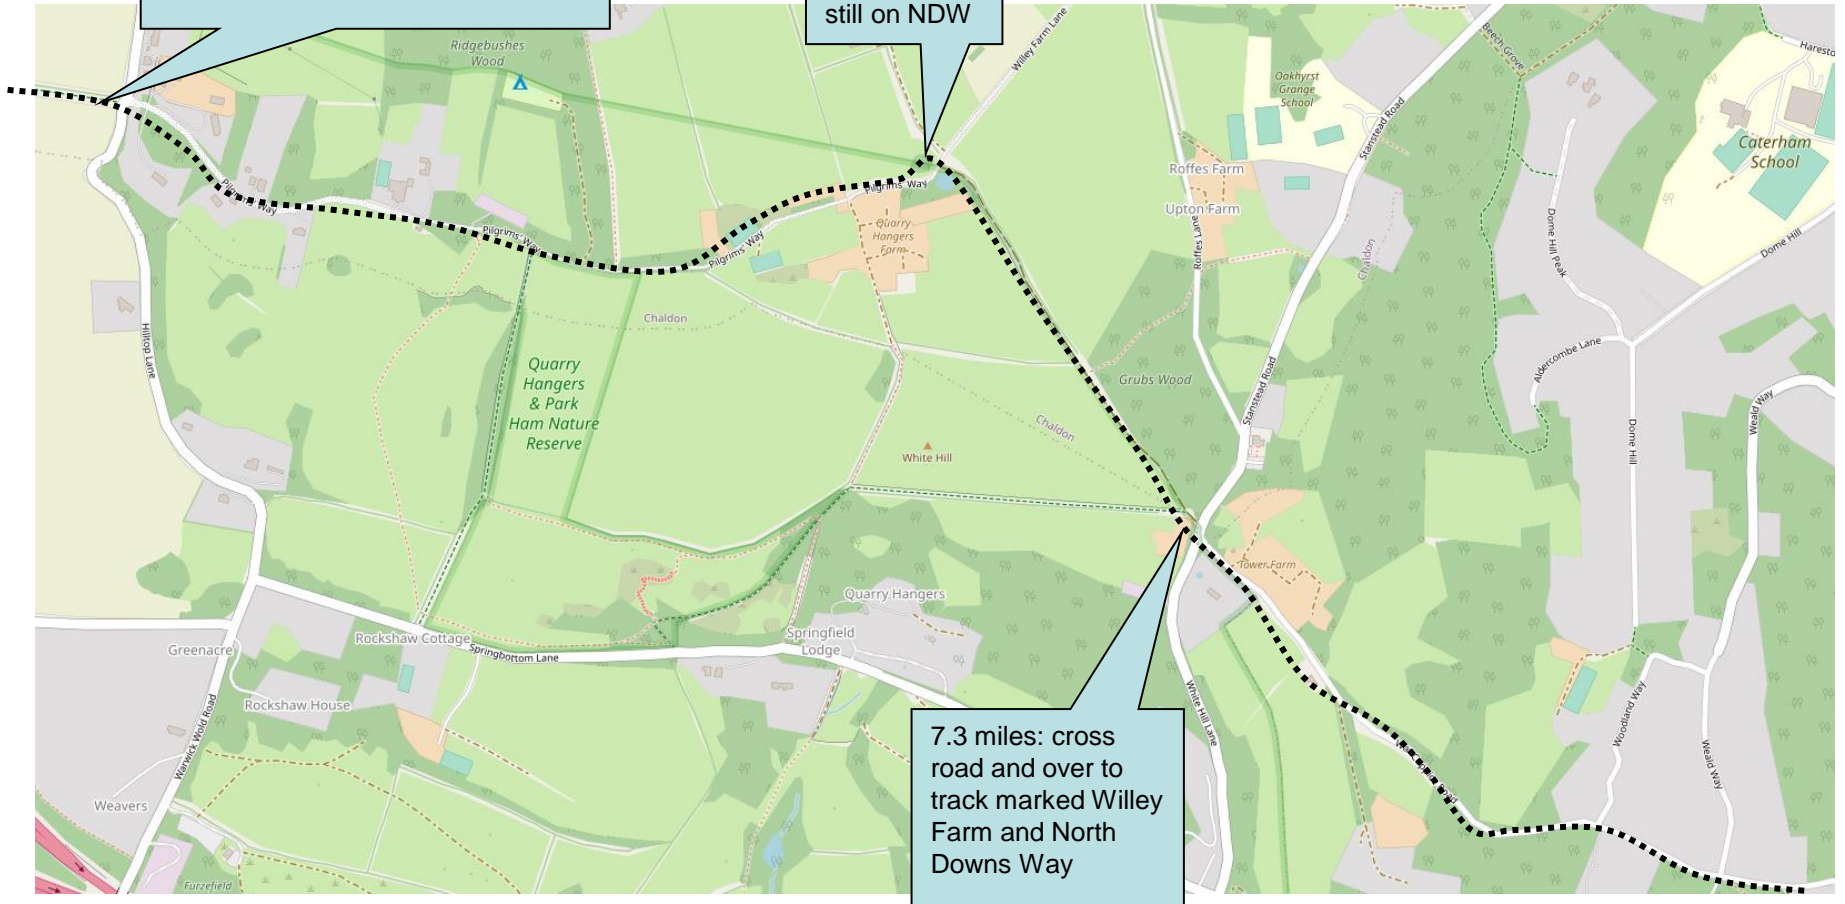 still on NDW
Ridgebushes
Wood
Willey Farm Lane
Beech Grove
Haresto
Oakhyrst
Grange
School
Stanstead Road
Caterham
School
Roffes Farm
Pilgrims' Way
Pilgrims' Way
Upton Farm
Quarry
Hangers
Farm
Dome Hill Peak
Dome Hill
Pilgrims' Way
Pilgrims' Way
Roffes Lane
Chaldon
Chaldon
Hilltop Lane
Aldercombe Lane
Quarry
Hangers
& Park
Ham Nature
Reserve
Grubs Wood
Stanstead Road
Weald Way
Chaldon
Dome Hill
White Hill
Tower Farm
Quarry Hangers
Rockshaw Cottage
Springfield
Lodge
Greenacre
Springbottom Lane
Rockshaw House
Warwick Wold Road
White Hill Lane
Woodland Way
Weald Way
7.3 miles: cross
road and over to
track marked Willey
Farm and North
Downs Way
Weavers
Furzefield